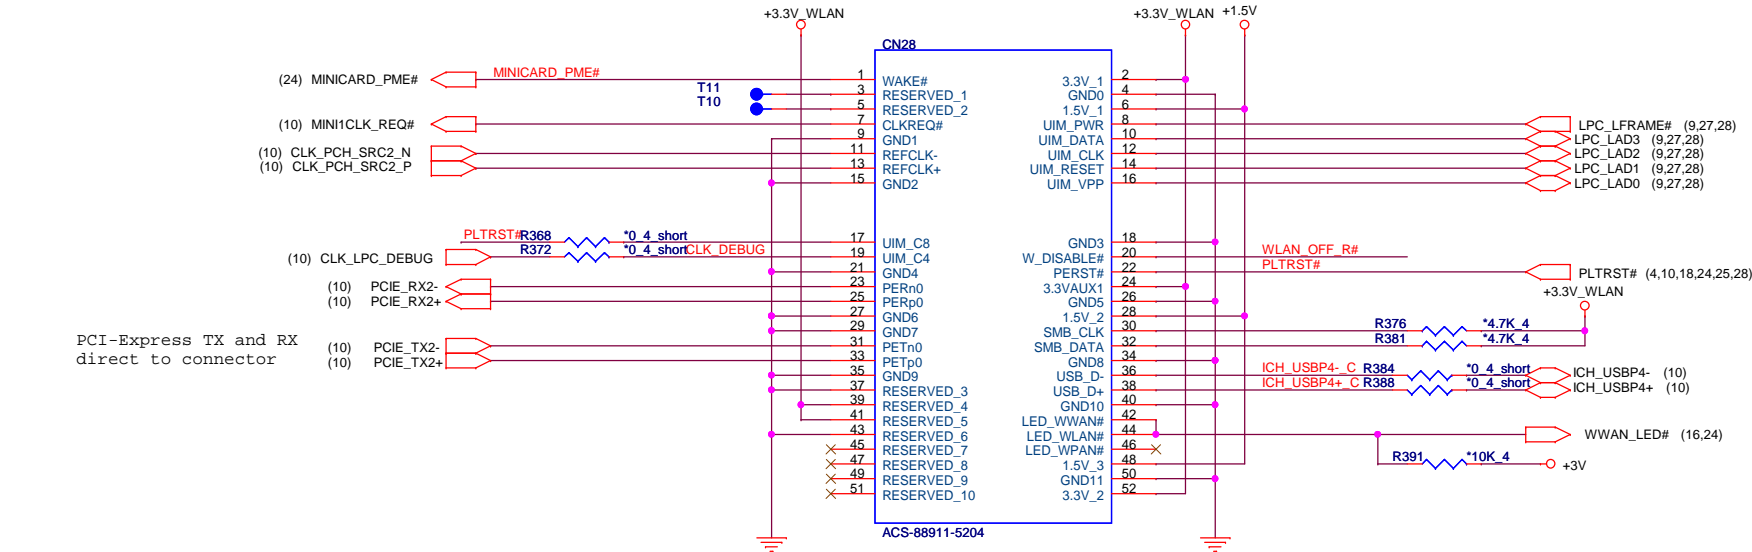 +3.3V_WLAN +3.3V_WLAN +1.5V
CN28
(24) MINICARD_PME# MINICARD_PME# 1 WAKE# 3.3V_1 2
T11 3 RESERVED_1 GND0 4
T10 5 RESERVED_2 1.5V_1 6
(10) MINI1CLK_REQ# 7 CLKREQ# UIM_PWR 8 LPC_LFRAME# (9,27,28)
9 GND1 UIM_DATA 10 LPC_LAD3 (9,27,28)
(10) CLK_PCH_SRC2_N 11 REFCLK- UIM_CLK 12 LPC_LAD2 (9,27,28)
(10) CLK_PCH_SRC2_P 13 REFCLK+ UIM_RESET 14 LPC_LAD1 (9,27,28)
15 GND2 UIM_VPP 16 LPC_LAD0 (9,27,28)
PLTRST# R368 *0_4_short 17 UIM_C8 GND3 18
(10) CLK_LPC_DEBUG R372 *0_4_short CLK_DEBUG 19 UIM_C4 W_DISABLE# 20 WLAN_OFF_R#
21 GND4 PERST# 22 PLTRST# PLTRST# (4,10,18,24,25,28)
(10) PCIE_RX2- 23 PERn0 3.3VAUX1 24 +3.3V_WLAN
(10) PCIE_RX2+ 25 PERp0 GND5 26
27 GND6 1.5V_2 28
29 GND7 SMB_CLK 30 R376 *4.7K_4
PCI-Express TX and RX
direct to connector
(10) PCIE_TX2- 31 PETn0 SMB_DATA 32 R381 *4.7K_4
(10) PCIE_TX2+ 33 PETp0 GND8 34
35 GND9 USB_D- 36 ICH_USBP4-_C R384 *0_4_short ICH_USBP4- (10)
37 RESERVED_3 USB_D+ 38 ICH_USBP4+_C R388 *0_4_short ICH_USBP4+ (10)
39 RESERVED_4 GND10 40
41 RESERVED_5 LED_WWAN# 42
43 RESERVED_6 LED_WLAN# 44 WWAN_LED# (16,24)
45 RESERVED_7 LED_WPAN# 46
47 RESERVED_8 1.5V_3 48 R391 *10K_4 +3V
49 RESERVED_9 GND11 50
51 RESERVED_10 3.3V_2 52
ACS-88911-5204